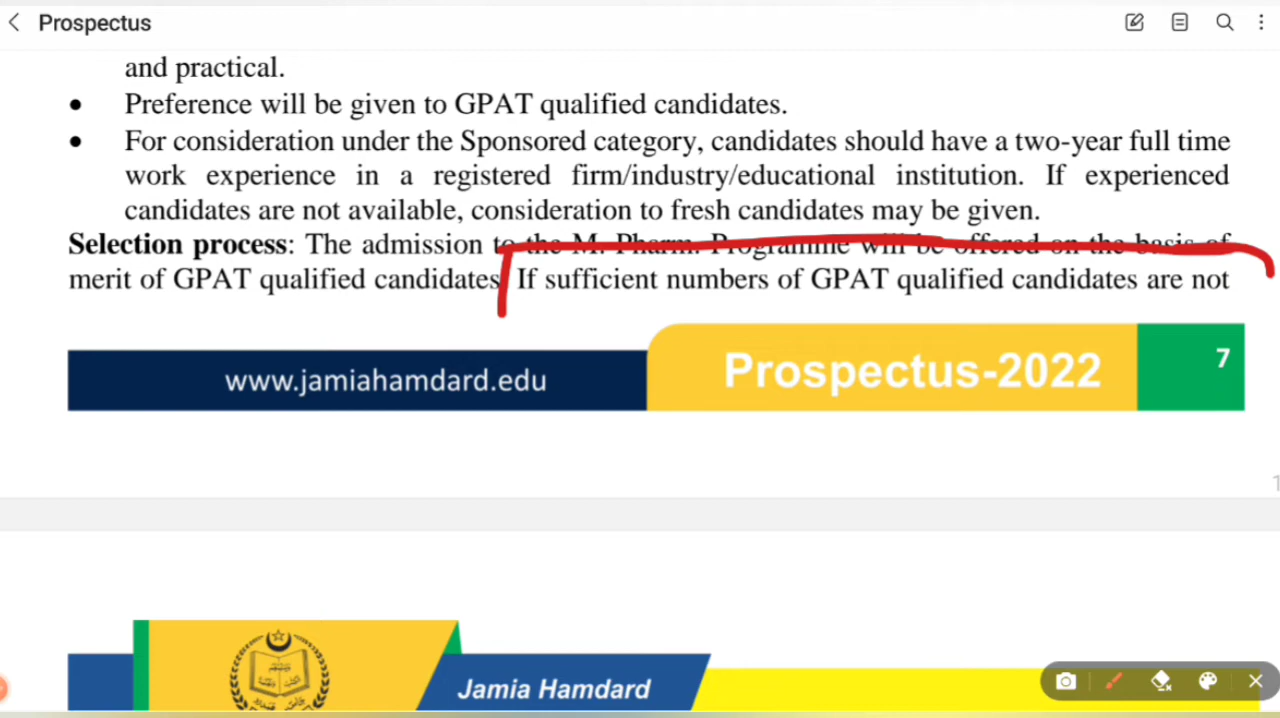 Prospectus
and practical.
• Preference will be given to GPAT qualified candidates.
• For consideration under the Sponsored category, candidates should have a two-year full time
work experience in a registered firm/industry/educational institution. If experienced
candidates are not available, consideration to fresh candidates may be given.
Selection process: The admission to the M. Pharm. Programme will be offered on the basis of
merit of GPAT qualified candidates. If sufficient numbers of GPAT qualified candidates are not
www.jamiahamdard.edu
Prospectus-2022
7
Jamia Hamdard